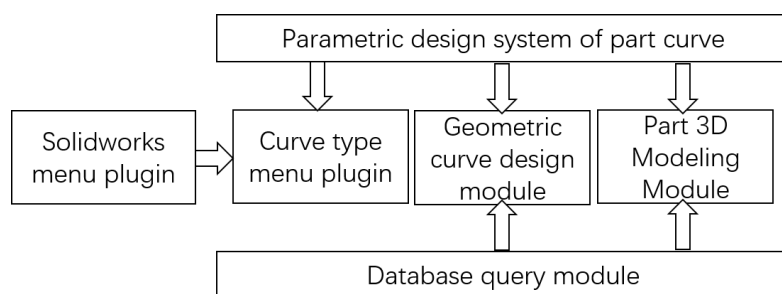 Parametric design system of part curve
Solidworks
menu plugin
Curve type
menu plugin
Geometric
curve design
module
Part 3D
Modeling
Module
Database query module